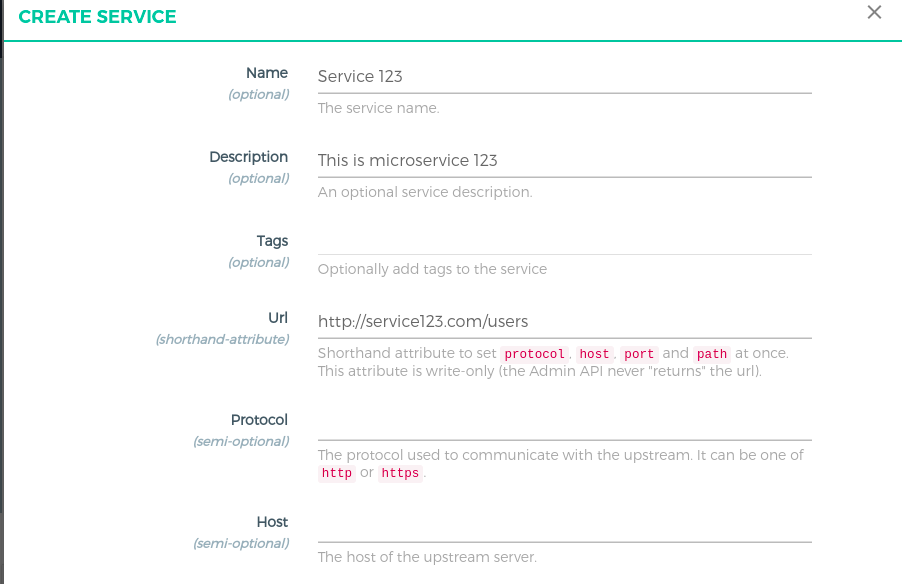 CREATE SERVICE
Name
(optional)
Service 123
The service name.
Description
(optional)
This is microservice 123
An optional service description.
Tags
(optional)
Optionally add tags to the service
Url
(shorthand-attribute)
http://service123.com/users
Shorthand attribute to set protocol, host, port and path at once.
This attribute is write-only (the Admin API never "returns" the url).
Protocol
(semi-optional)
The protocol used to communicate with the upstream. It can be one of
http or https.
Host
(semi-optional)
The host of the upstream server.